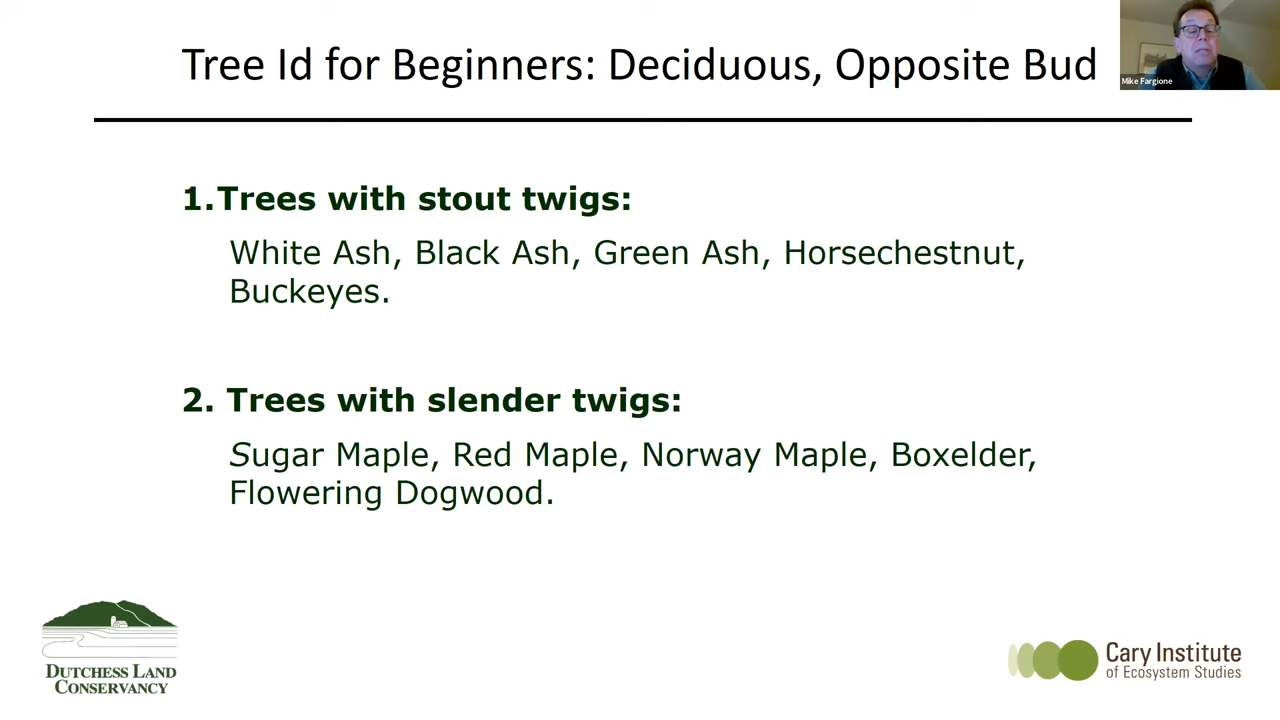 Tree Id for Beginners: Deciduous, Opposite Bud
Mike Fargione
1.Trees with stout twigs:
White Ash, Black Ash, Green Ash, Horsechestnut,
Buckeyes.
2. Trees with slender twigs:
Sugar Maple, Red Maple, Norway Maple, Boxelder,
Flowering Dogwood.
DUTCHESS LAND
CONSERVANCY
Cary Institute
of Ecosystem Studies